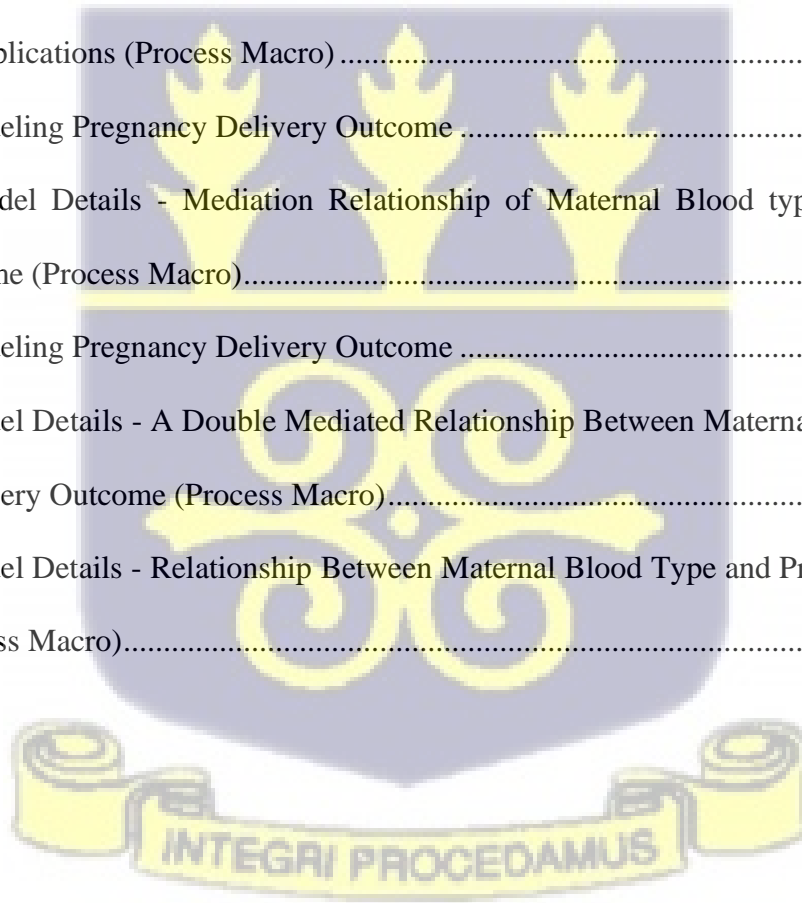 plications (Process Macro)..................................................................
eling Pregnancy Delivery Outcome..................................................
del Details - Mediation Relationship of Maternal Blood typ
ne (Process Macro)..............................................................................
eling Pregnancy Delivery Outcome..................................................
el Details - A Double Mediated Relationship Between Materna
ery Outcome (Process Macro)..........................................................
el Details - Relationship Between Maternal Blood Type and Pr
ss Macro)..............................................................................................
INTEGRI PROCEDAMUS